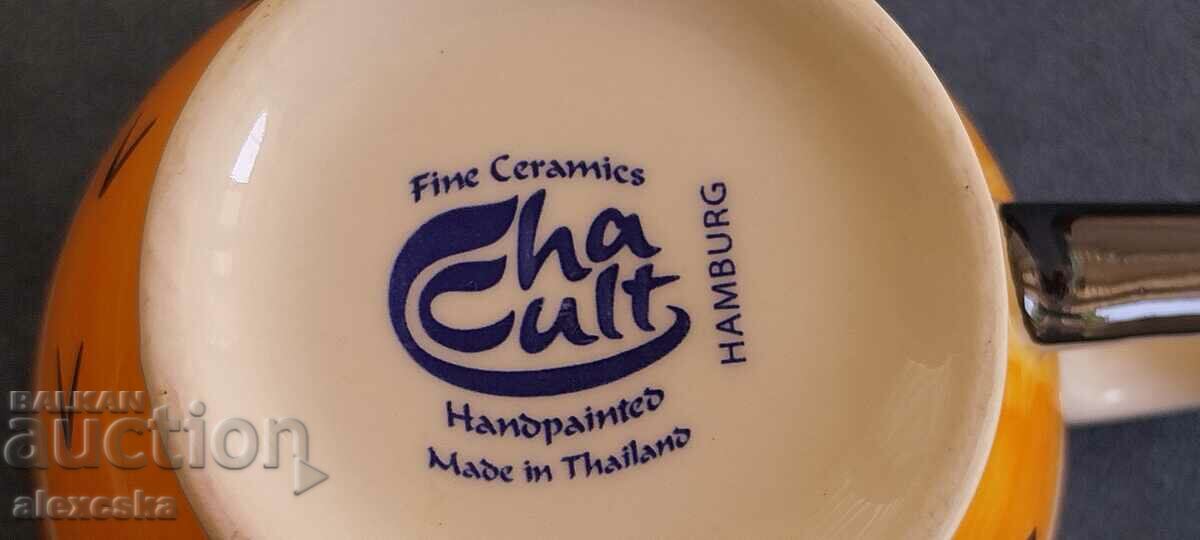 Fine Ceramics
Cha
Cult
HAMBURG
Handpainted
Made in Thailand
BALKAN
auction
alexcska